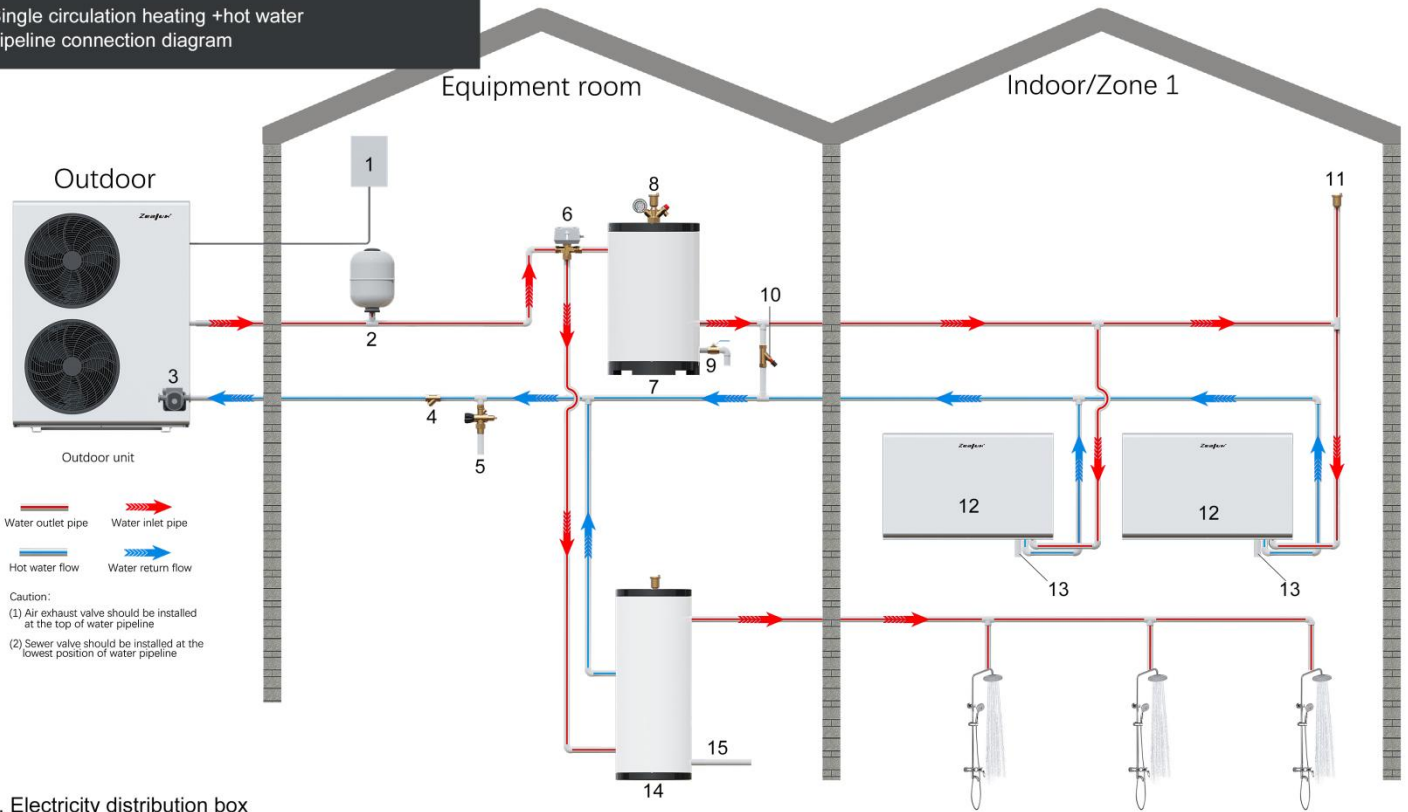 ingle circulation heating +hot water
ipeline connection diagram
Equipment room
Indoor/Zone 1
Outdoor
1
8
11
6
10
2
3
9
7
4
5
12
12
13
13
15
14
Outdoor unit
Water outlet pipe
Water inlet pipe
Hot water flow
Water return flow
Caution:
(1) Air exhaust valve should be installed
at the top of water pipeline
(2) Sewer valve should be installed at the
lowest position of water pipeline
. Electricity distribution box